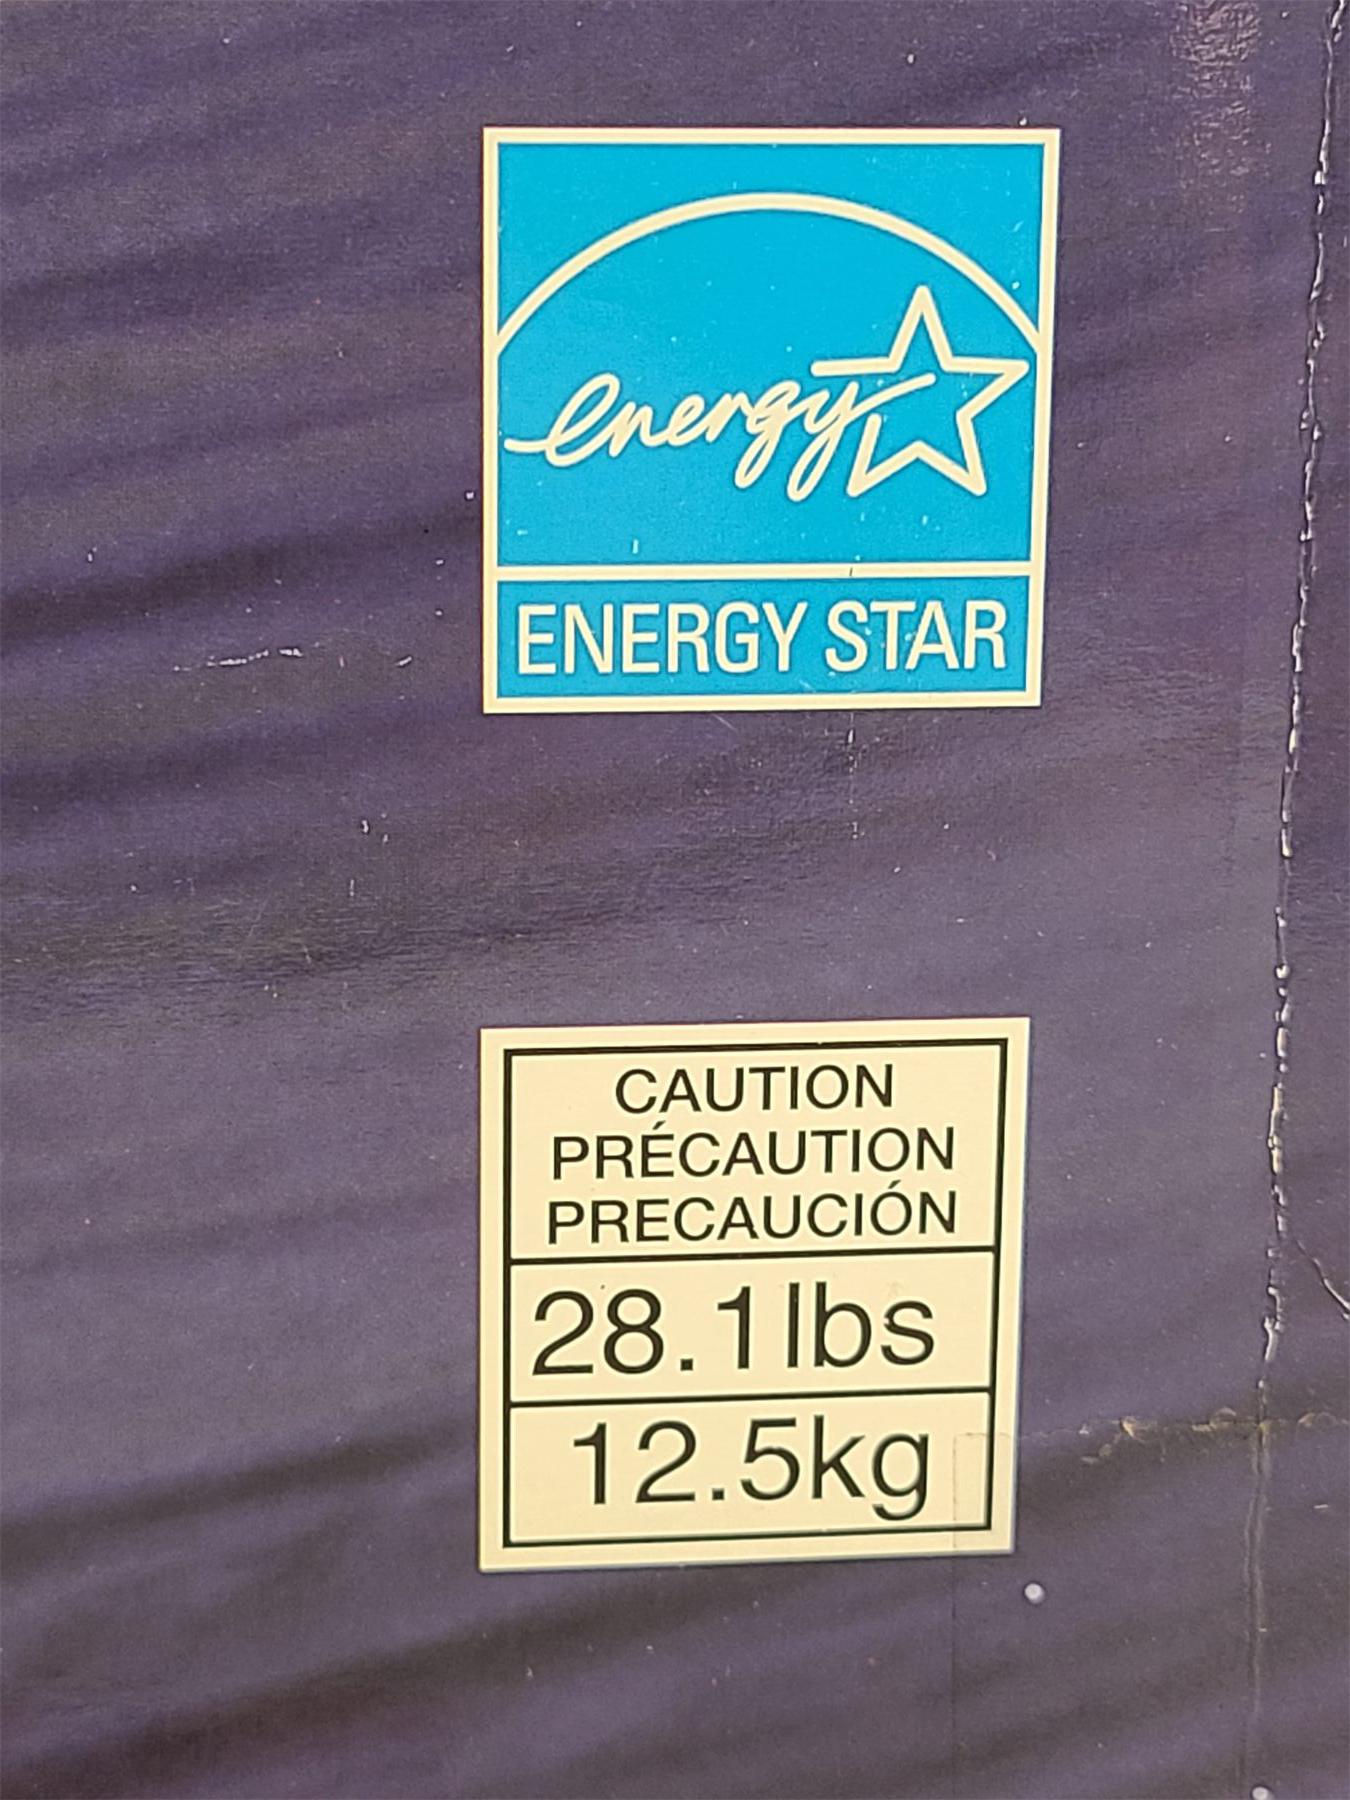 energy
ENERGY STAR
CAUTION
PRÉCAUTION
PRECAUCIÓN
28.1lbs
12.5kg